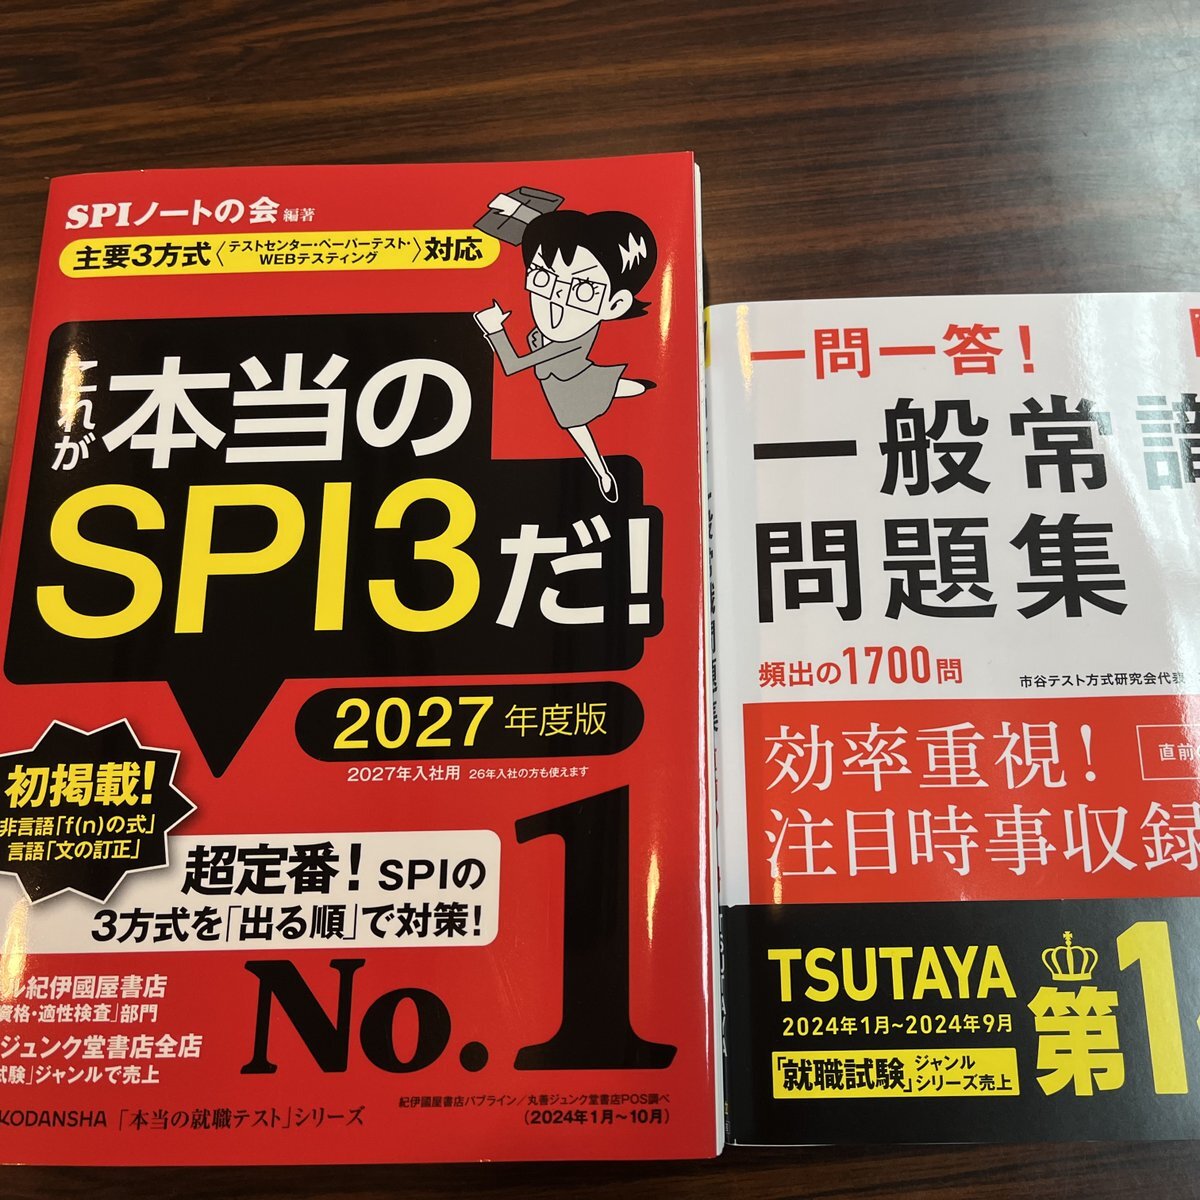 SPIノートの会 編著
主要3方式〈テストセンター・ペーパーテスト・WEBテスティング〉対応
これが
本当の
SPI3だ!
2027年度版
2027年入社用 26年入社の方も使えます
初掲載!
非言語「f(n)の式」
言語「文の訂正」
超定番!SPIの
3方式を「出る順」で対策!
No.1
ル紀伊國屋書店
資格・適性検査」部門
ジュンク堂書店全店
試験」ジャンルで売上
紀伊國屋書店パブライン/丸善ジュンク堂書店POS調べ
(2024年1月~10月)
KODANSHA 「本当の就職テスト」シリーズ
一問一答!
一般常識
問題集
頻出の1700問
市谷テスト方式研究会代表
効率重視!
直前
注目時事収録
TSUTAYA
2024年1月~2024年9月
「就職試験」ジャンル
シリーズ売上
第1